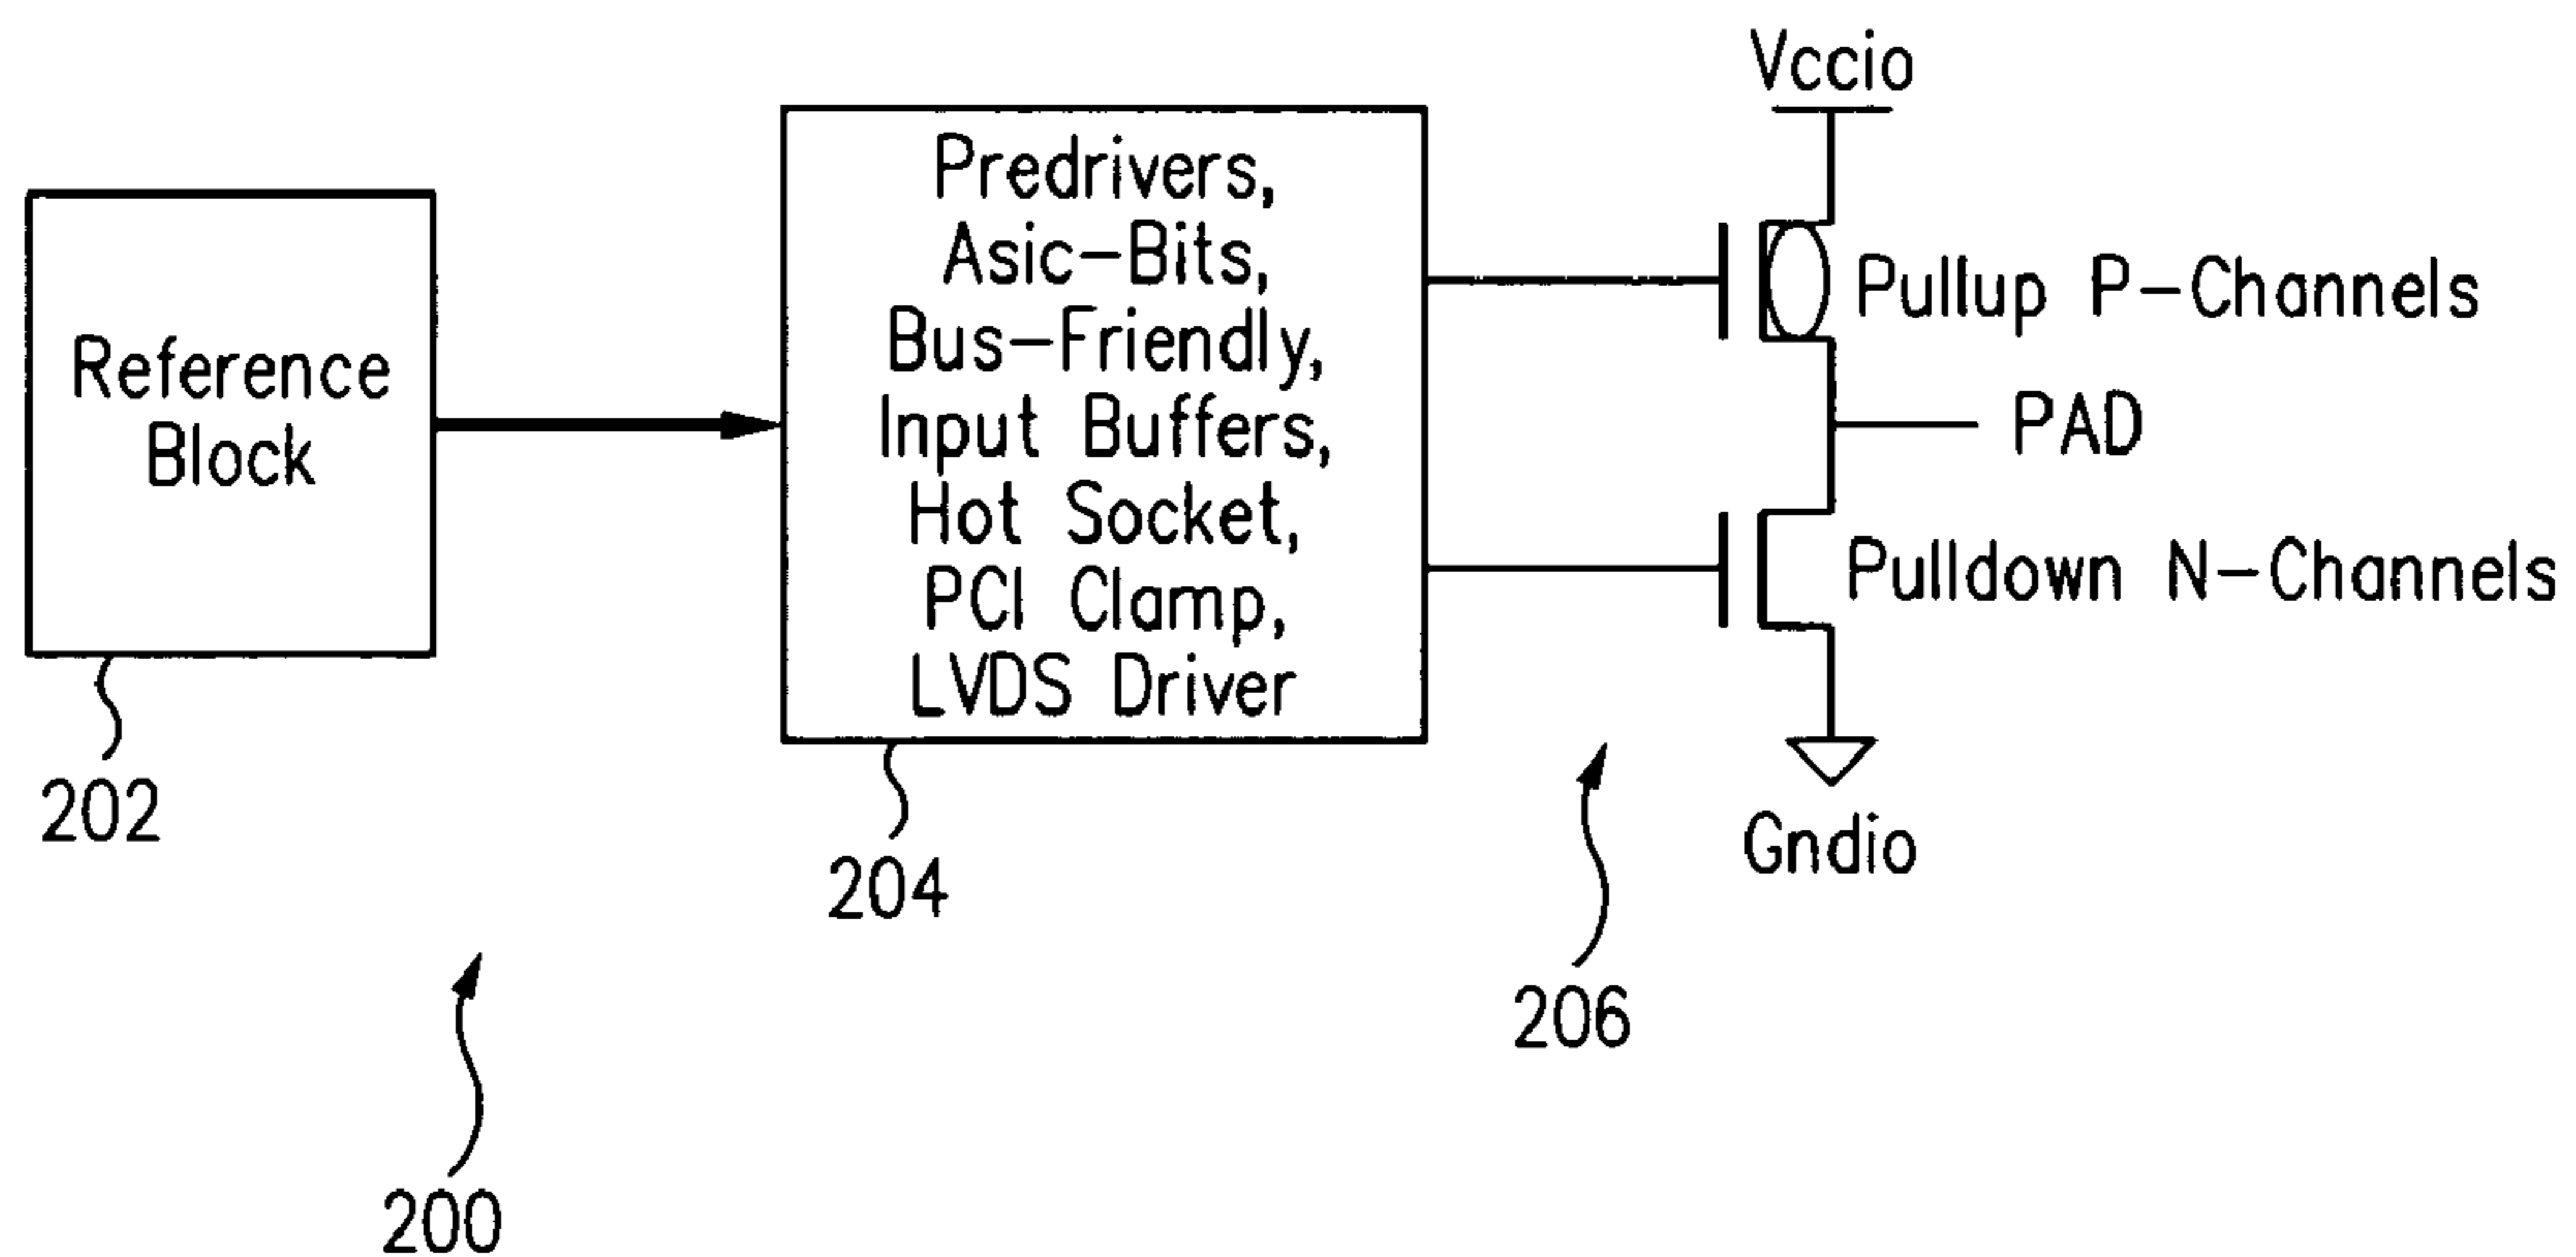 Vccio
Predrivers,
Asic-Bits,
Bus-Friendly,
Input Buffers,
Hot Socket,
PCI Clamp,
LVDS Driver
Reference
Block
Pullup P-Channels
PAD
Pulldown N-Channels
Gndio
202
204
206
200